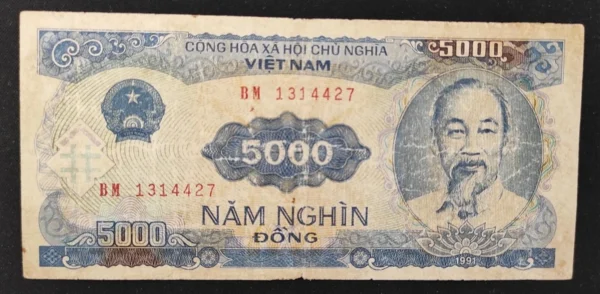 CỘNG HÒA XÃ HỘI CHỦ NGHĨA
VIỆT NAM
5000
BM 1314427
5000
BM 1314427
NĂM NGHÌN
ĐỒNG
5000
1991